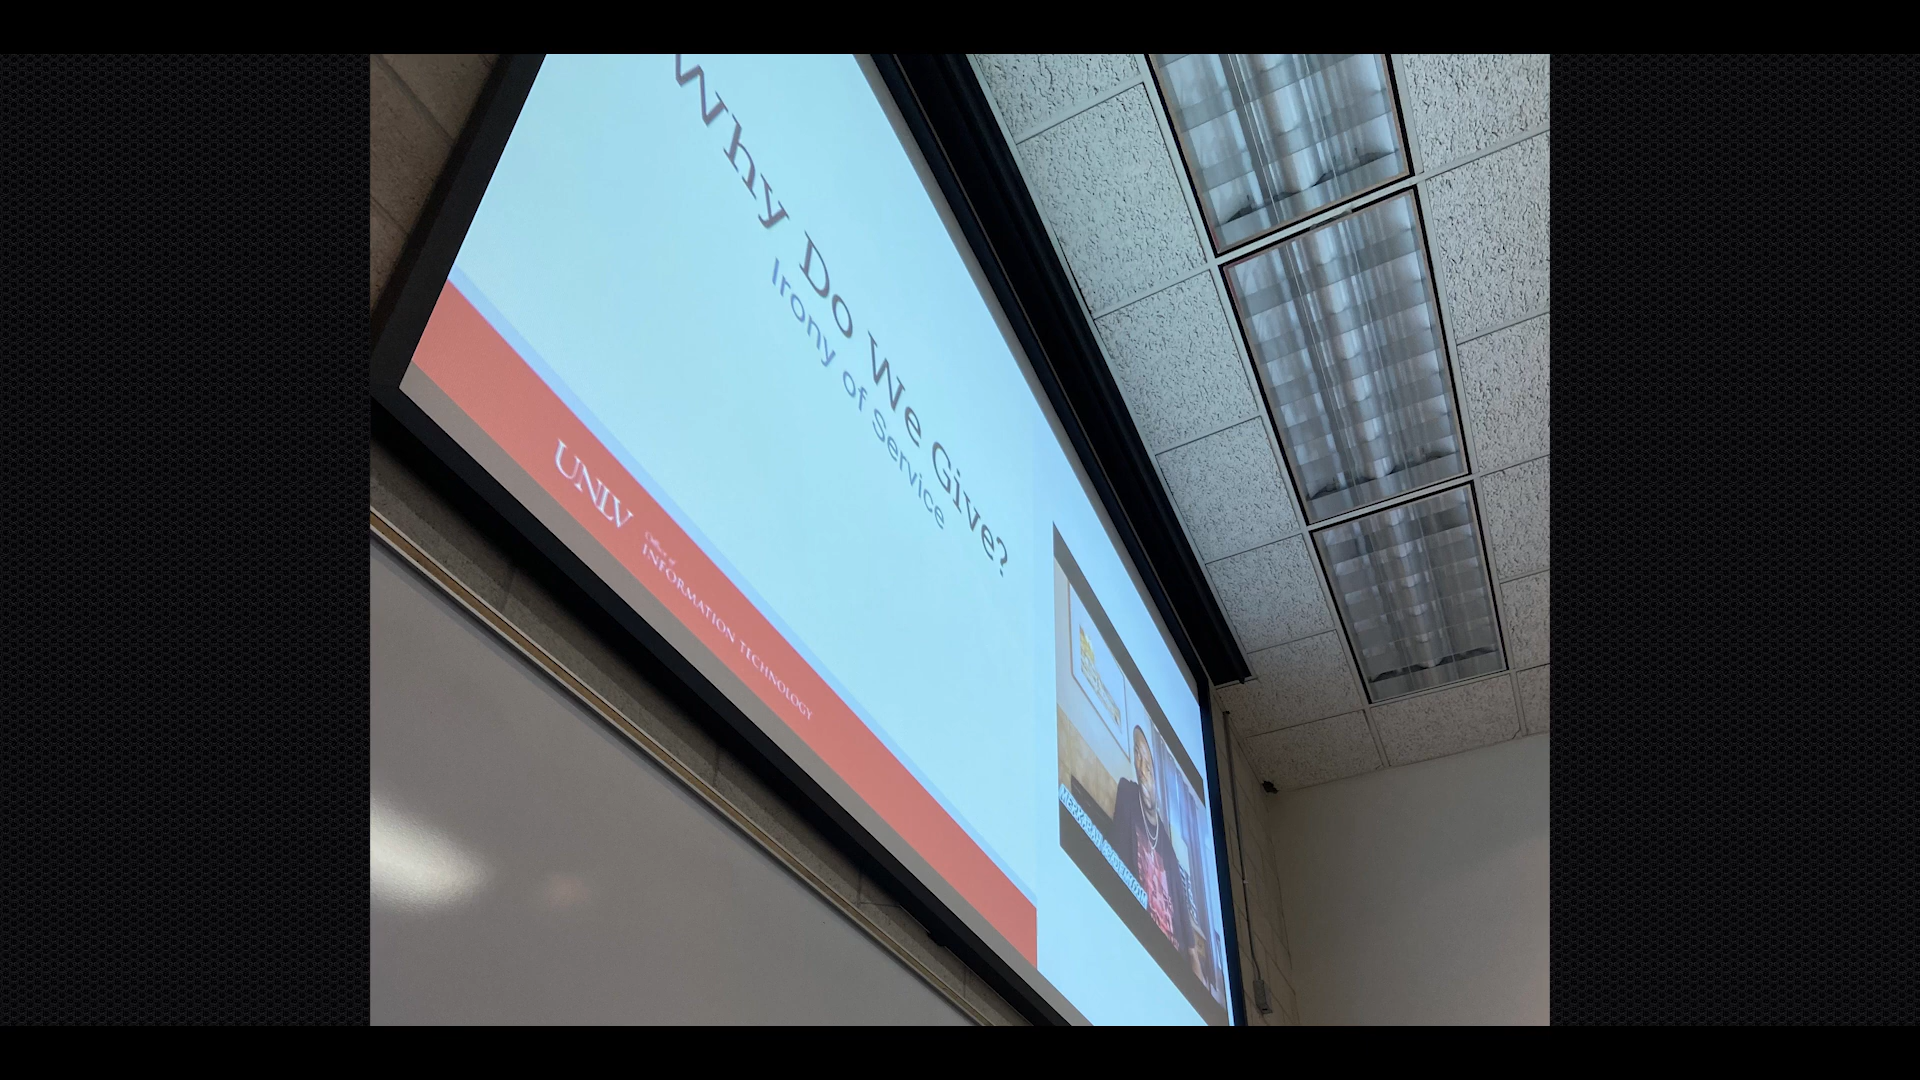 Why Do We Give?
Irony of Service
UNLV
Office of
INFORMATION TECHNOLOGY